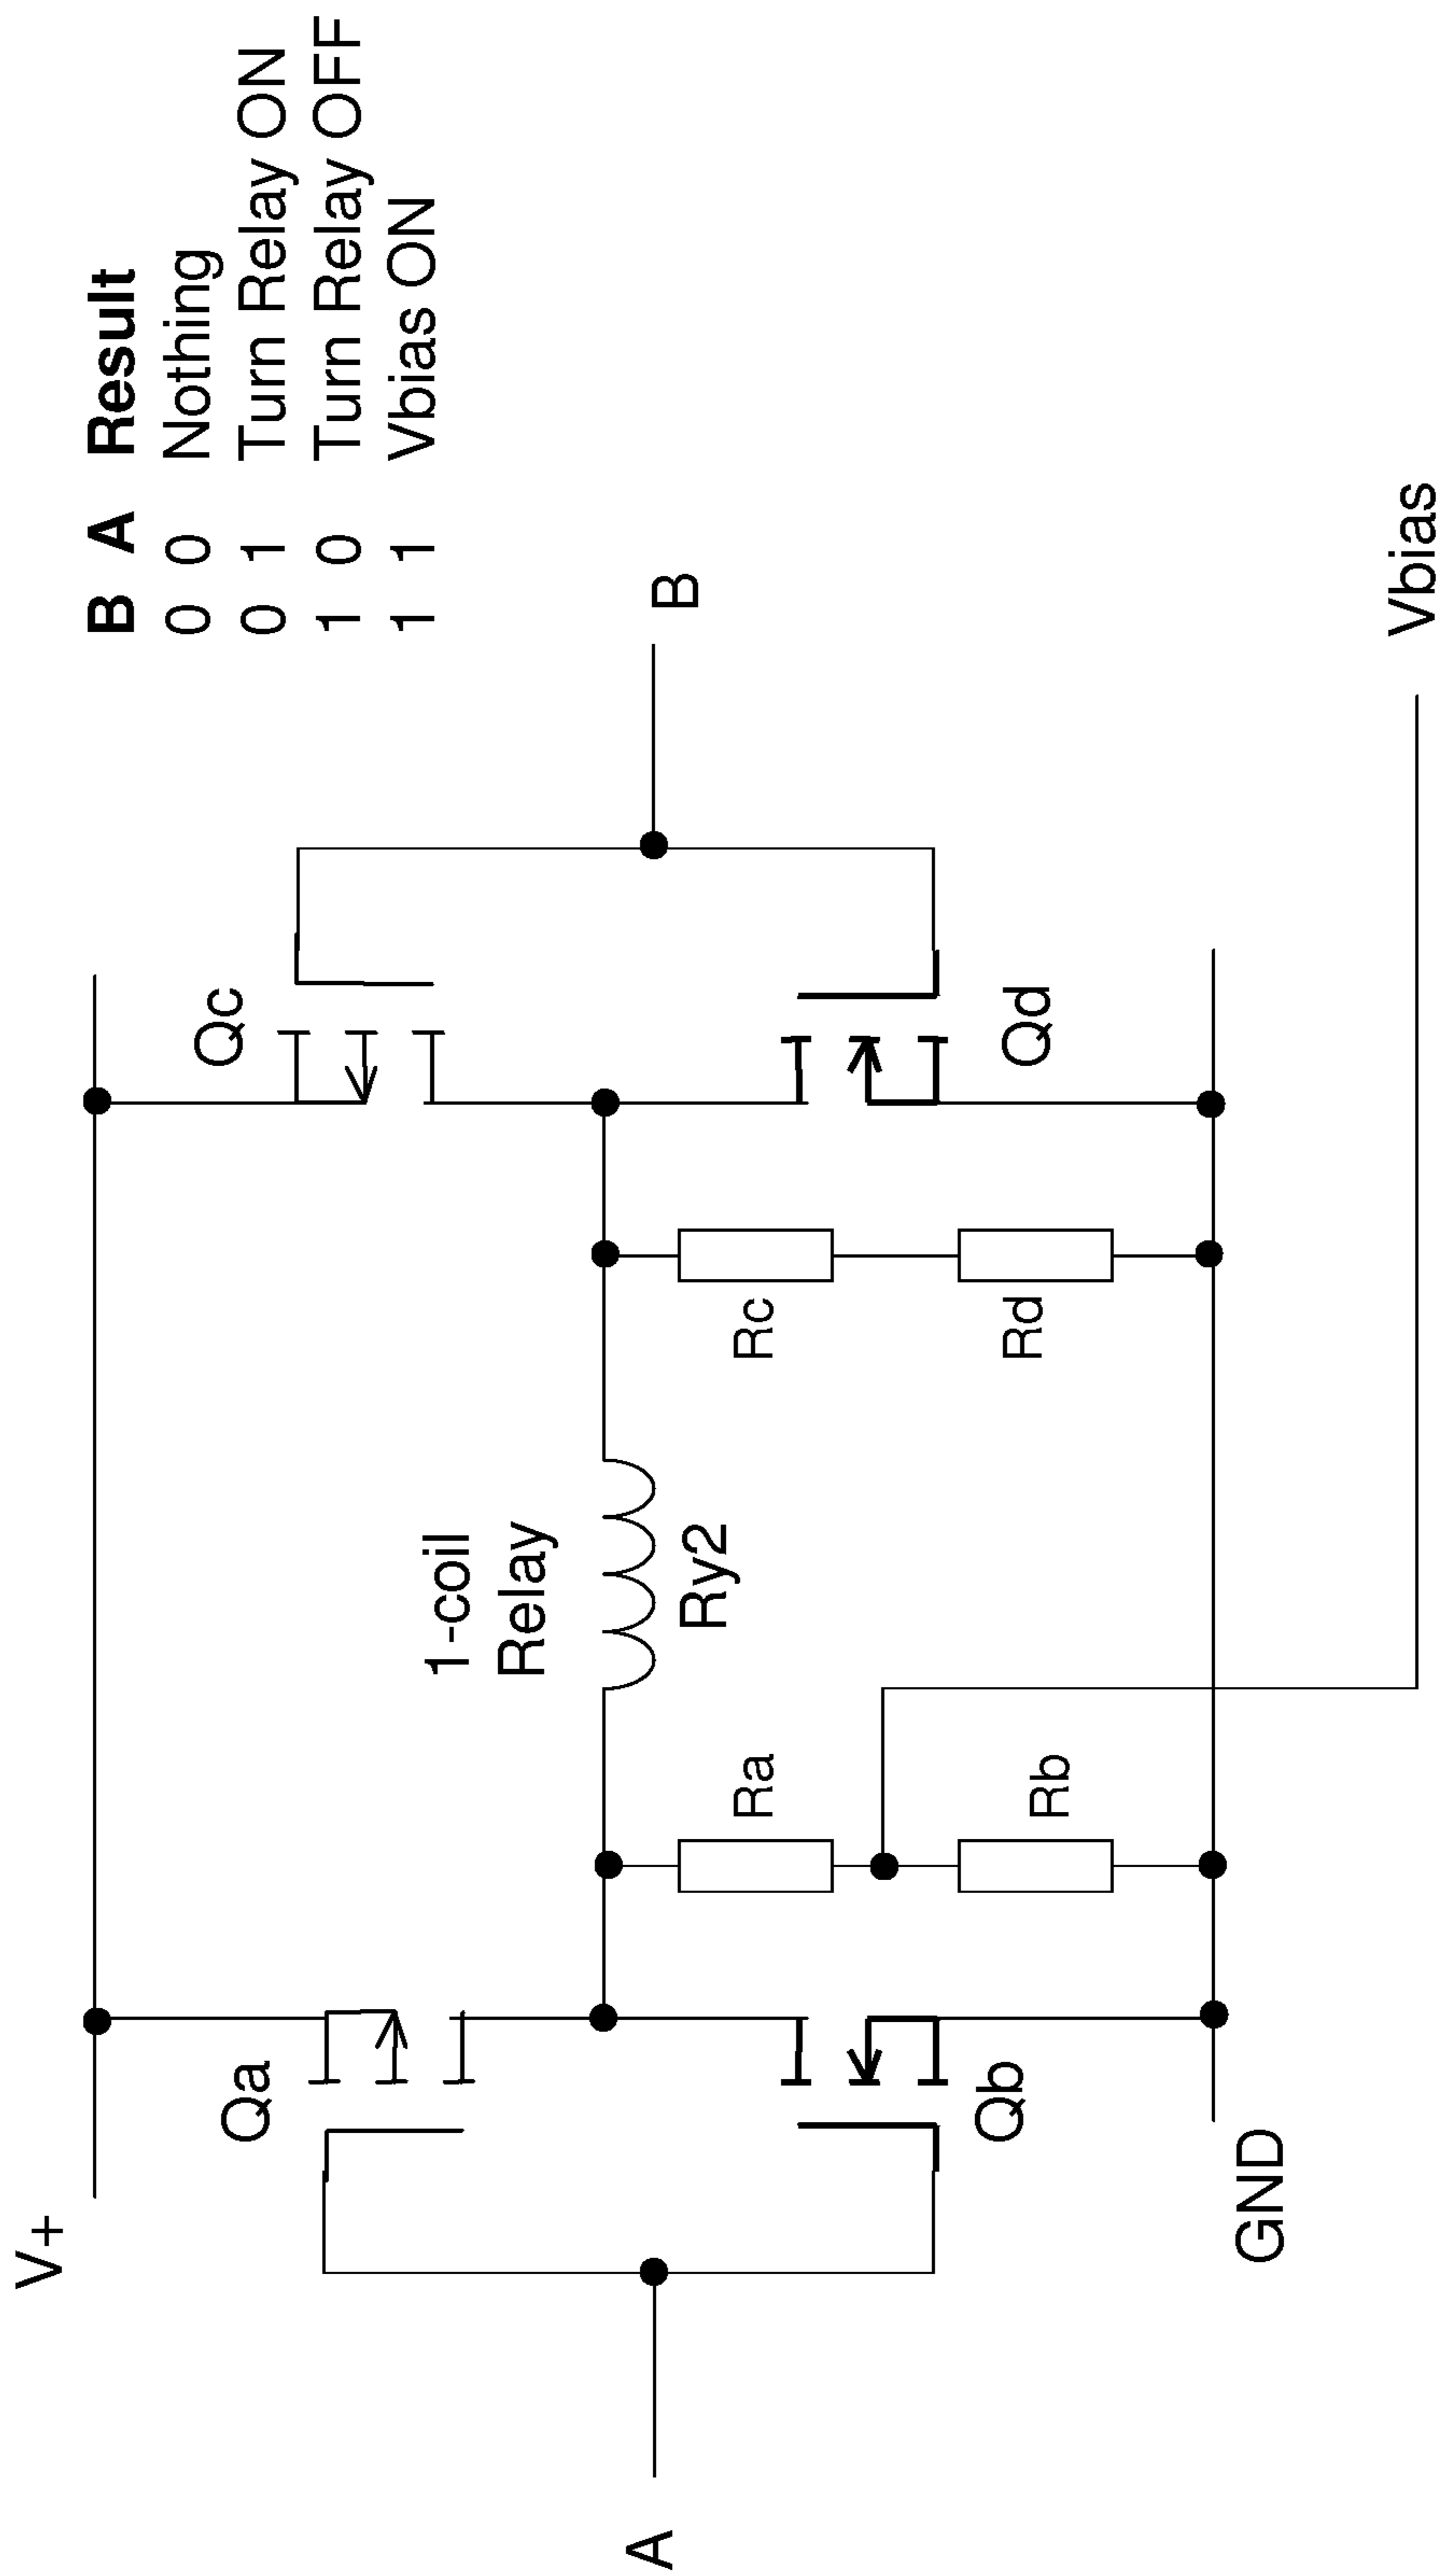 B A Result
0 0 Nothing
0 1 Turn Relay ON
1 0 Turn Relay OFF
1 1 Vbias ON
V+
Qa
Qc
1-coil
Relay
A
B
Ry2
Ra
Rc
Qb
Rb
Rd
Qd
GND
Vbias